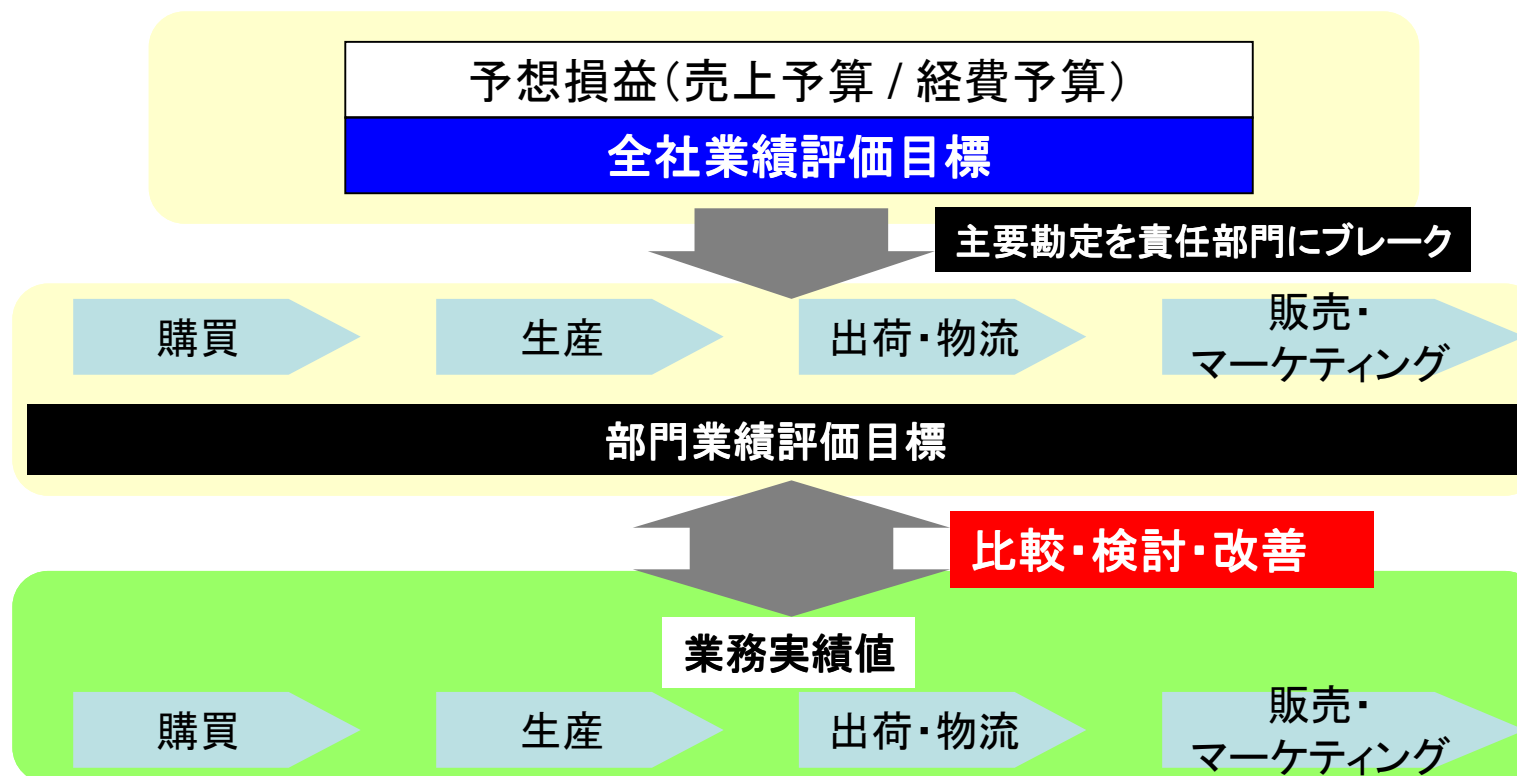 予想損益（売上予算 / 経費予算）
全社業績評価目標
主要勘定を責任部門にブレーク
購買
生産
出荷・物流
販売・
マーケティング
部門業績評価目標
比較・検討・改善
業務実績値
購買
生産
出荷・物流
販売・
マーケティング